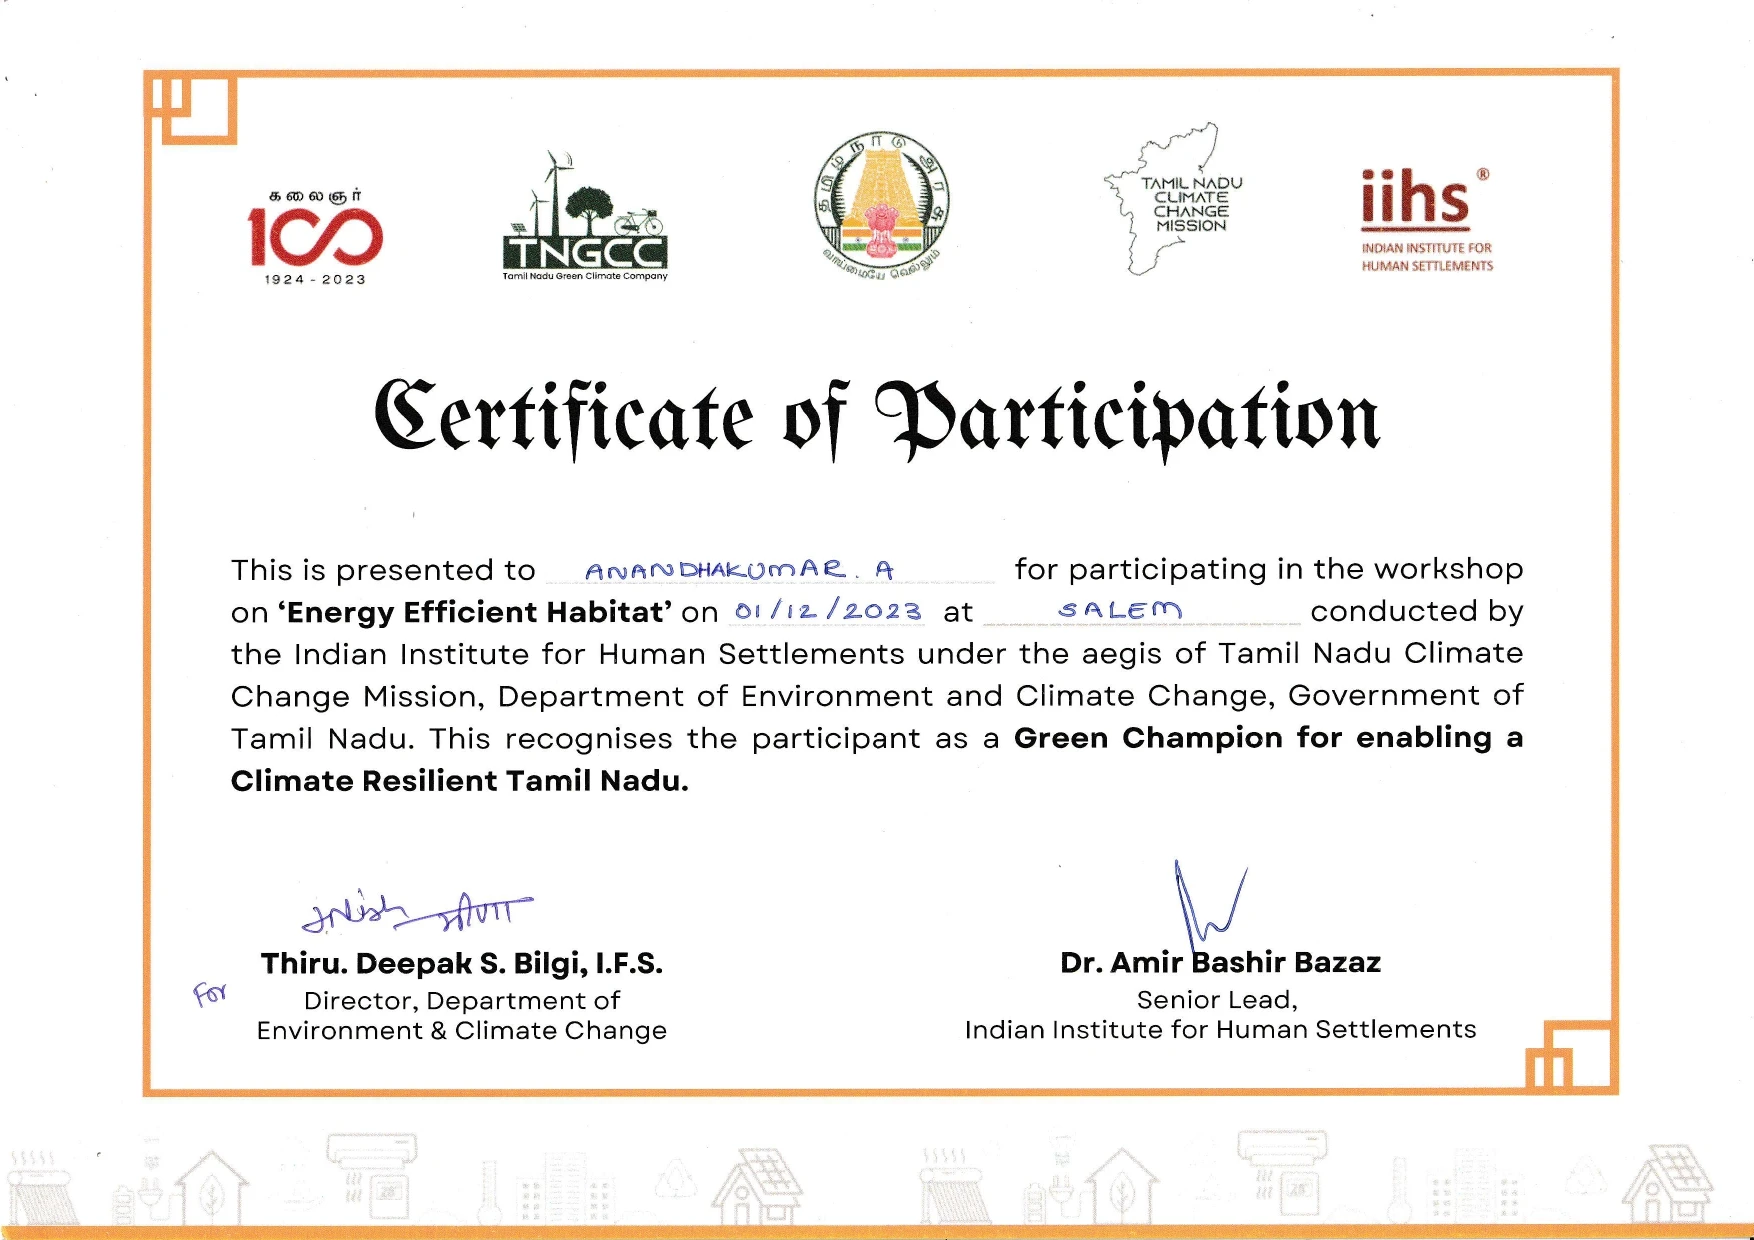 கலைஞர்
100
1924 - 2023
TNGCC
Tamil Nadu Green Climate Company
தமிழ்நாடு அரசு
வாய்மையே வெல்லும்
TAMIL NADU
CLIMATE
CHANGE
MISSION
iihs®
INDIAN INSTITUTE FOR
HUMAN SETTLEMENTS
Certificate of Participation
This is presented to ANANDHAKUMAR. A for participating in the workshop
on ‘Energy Efficient Habitat’ on 01/12/2023 at SALEM conducted by
the Indian Institute for Human Settlements under the aegis of Tamil Nadu Climate
Change Mission, Department of Environment and Climate Change, Government of
Tamil Nadu. This recognises the participant as a Green Champion for enabling a
Climate Resilient Tamil Nadu.
Thiru. Deepak S. Bilgi, I.F.S.
For
Director, Department of
Environment & Climate Change
Dr. Amir Bashir Bazaz
Senior Lead,
Indian Institute for Human Settlements